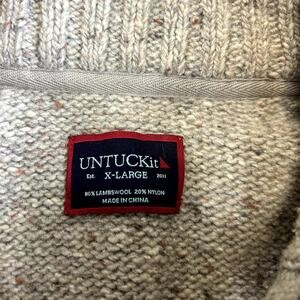 UNTUCKit
Est. X-LARGE 2011
80% LAMBSWOOL 20% NYLON
MADE IN CHINA